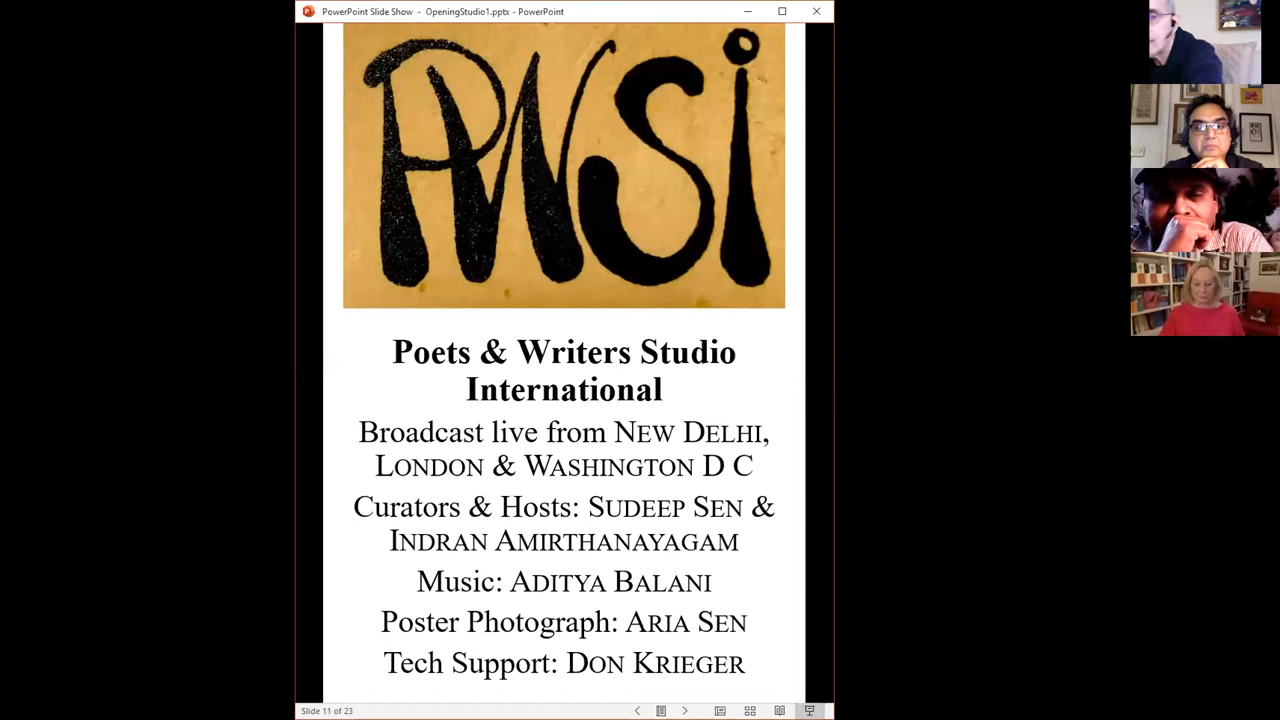 PowerPoint Slide Show - OpeningStudio1.pptx - PowerPoint
PWSi
Poets & Writers Studio
International
Broadcast live from NEW DELHI,
LONDON & WASHINGTON D C
Curators & Hosts: SUDEEP SEN &
INDRAN AMIRTHANAYAGAM
Music: ADITYA BALANI
Poster Photograph: ARIA SEN
Tech Support: DON KRIEGER
Slide 11 of 23